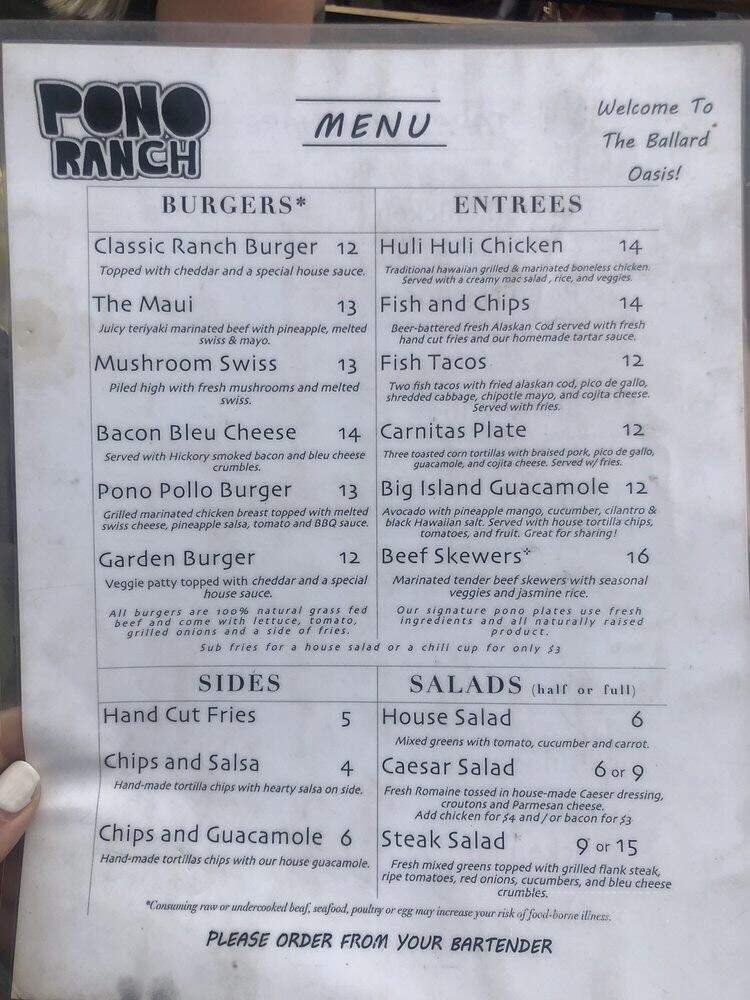 PONO
RANCH
MENU
Welcome To
The Ballard
Oasis!
BURGERS*
Classic Ranch Burger 12
Topped with cheddar and a special house sauce.
The Maui 13
Juicy teriyaki marinated beef with pineapple, melted
swiss & mayo.
Mushroom Swiss 13
Piled high with fresh mushrooms and melted
swiss.
Bacon Bleu Cheese 14
Served with Hickory smoked bacon and bleu cheese
crumbles.
Pono Pollo Burger 13
Grilled marinated chicken breast topped with melted
swiss cheese, pineapple salsa, tomato and BBQ sauce.
Garden Burger 12
Veggie patty topped with cheddar and a special
house sauce.
All burgers are 100% natural grass fed
beef and come with lettuce, tomato,
grilled onions and a side of fries.
ENTREES
Huli Huli Chicken 14
Traditional hawaiian grilled & marinated boneless chicken.
Served with a creamy mac salad, rice, and veggies.
Fish and Chips 14
Beer-battered fresh Alaskan Cod served with fresh
hand cut fries and our homemade tartar sauce.
Fish Tacos 12
Two fish tacos with fried alaskan cod, pico de gallo,
shredded cabbage, chipotle mayo, and cojita cheese.
Served with fries.
Carnitas Plate 12
Three toasted corn tortillas with braised pork, pico de gallo,
guacamole, and cojita cheese. Served w/ fries.
Big Island Guacamole 12
Avocado with pineapple mango, cucumber, cilantro &
black Hawaiian salt. Served with house tortilla chips,
tomatoes, and fruit. Great for sharing!
Beef Skewers* 16
Marinated tender beef skewers with seasonal
veggies and jasmine rice.
Our signature pono plates use fresh
ingredients and all naturally raised
product.
Sub fries for a house salad or a chili cup for only $3
SIDES
Hand Cut Fries 5
Chips and Salsa 4
Hand-made tortilla chips with hearty salsa on side.
Chips and Guacamole 6
Hand-made tortillas chips with our house guacamole.
SALADS (half or full)
House Salad 6
Mixed greens with tomato, cucumber and carrot.
Caesar Salad 6 or 9
Fresh Romaine tossed in house-made Caeser dressing,
croutons and Parmesan cheese.
Add chicken for $4 and/or bacon for $3
Steak Salad 9 or 15
Fresh mixed greens topped with grilled flank steak,
ripe tomatoes, red onions, cucumbers, and bleu cheese
crumbles.
*Consuming raw or undercooked beaf, seafood, poultry or egg may increase your risk of food-borne illness.
PLEASE ORDER FROM YOUR BARTENDER